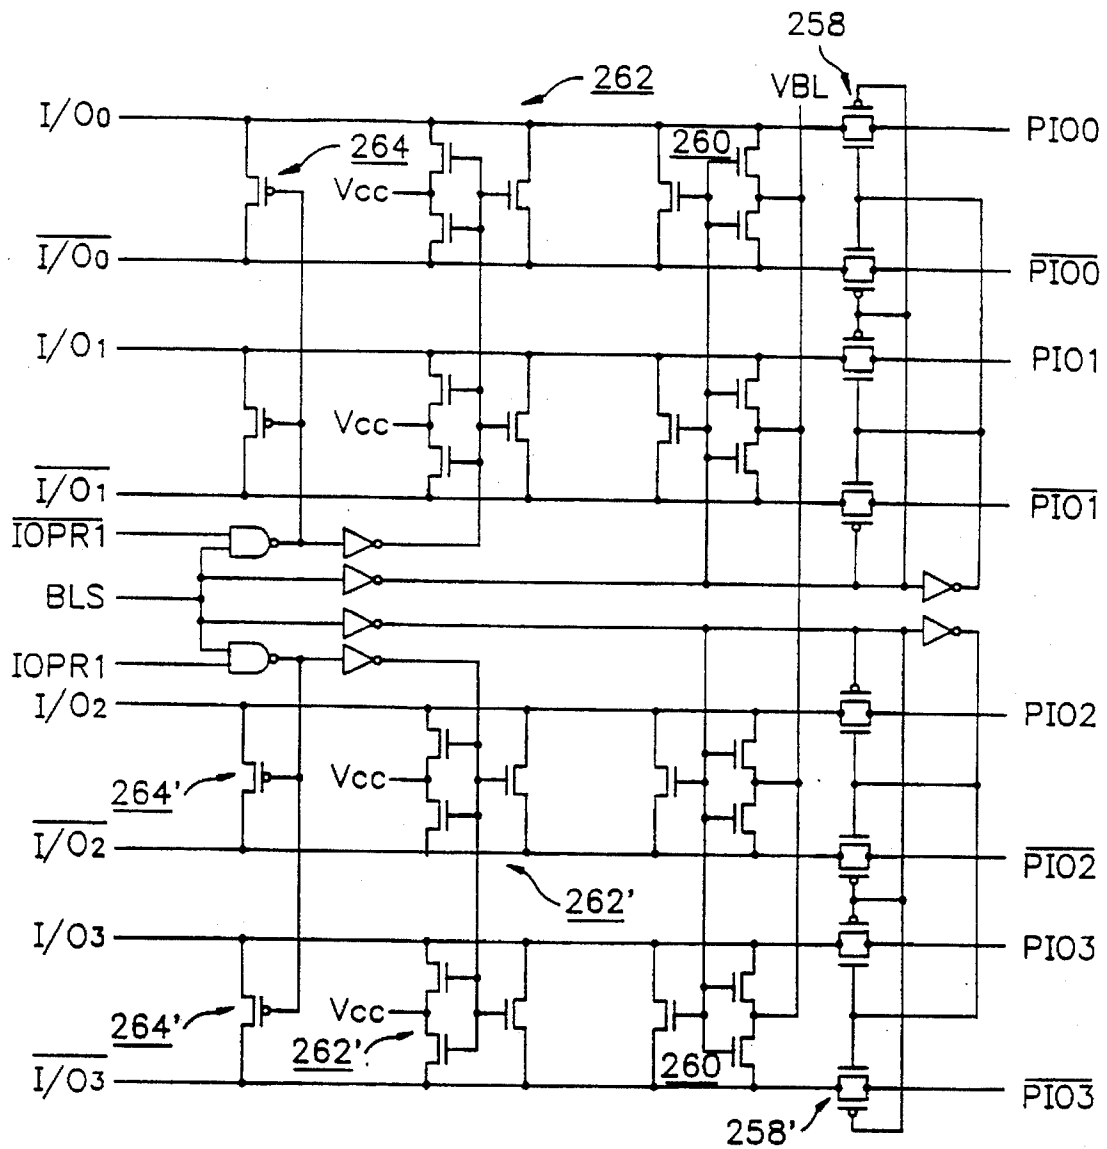 258
262
VBL
I/O0
PIO0
264
260
Vcc
I/O0
PIO0
I/O1
PIO1
Vcc
I/O1
PIO1
IOPR1
BLS
IOPR1
I/O2
PIO2
Vcc
264'
I/O2
PIO2
262'
I/O3
PIO3
Vcc
264'
262'
260
I/O3
PIO3
258'